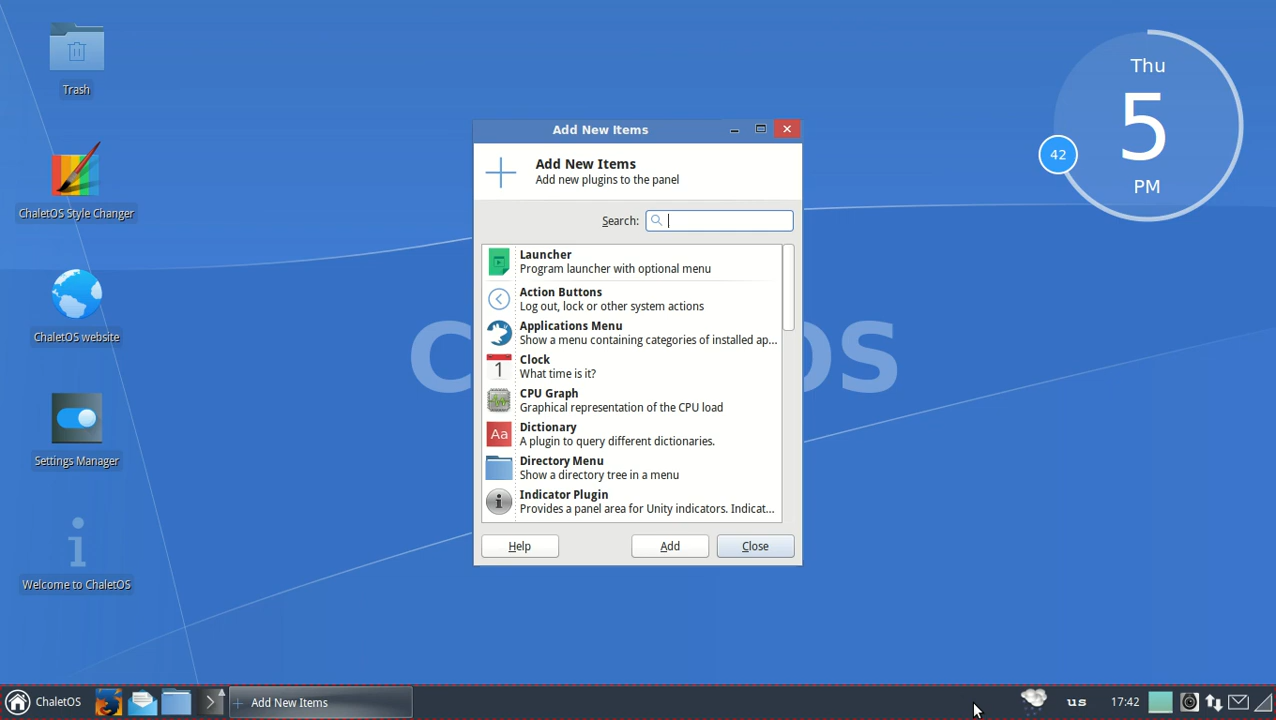 Trash
ChaletOS Style Changer
ChaletOS website
Settings Manager
Welcome to ChaletOS
Thu
5
42
PM
Add New Items
Add New Items
Add new plugins to the panel
Search:
Launcher
Program launcher with optional menu
Action Buttons
Log out, lock or other system actions
Applications Menu
Show a menu containing categories of installed ap...
1
Clock
What time is it?
CPU Graph
Graphical representation of the CPU load
Aa
Dictionary
A plugin to query different dictionaries.
Directory Menu
Show a directory tree in a menu
Indicator Plugin
Provides a panel area for Unity indicators. Indicat...
Help
Add
Close
ChaletOS
Add New Items
us
17:42